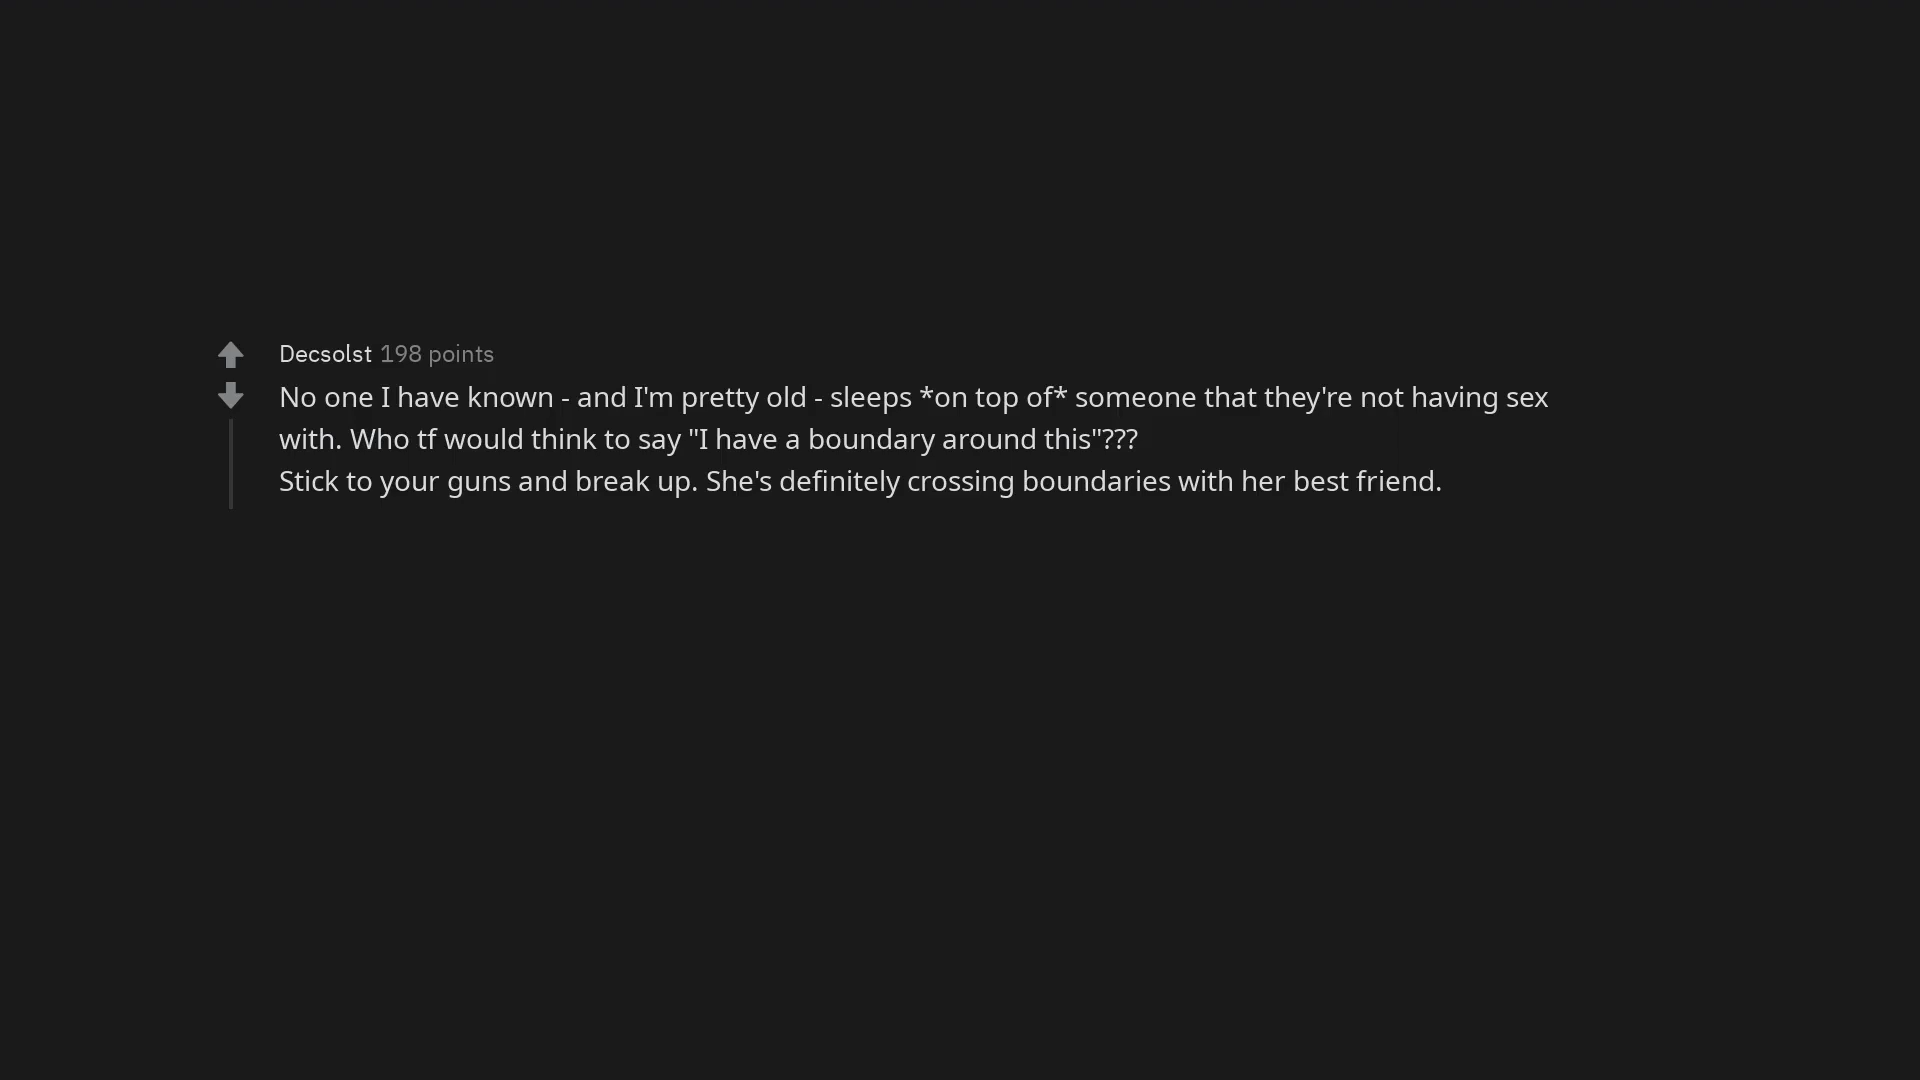 Decsolst 198 points
No one I have known - and I'm pretty old - sleeps *on top of* someone that they're not having sex
with. Who tf would think to say "I have a boundary around this"???
Stick to your guns and break up. She's definitely crossing boundaries with her best friend.